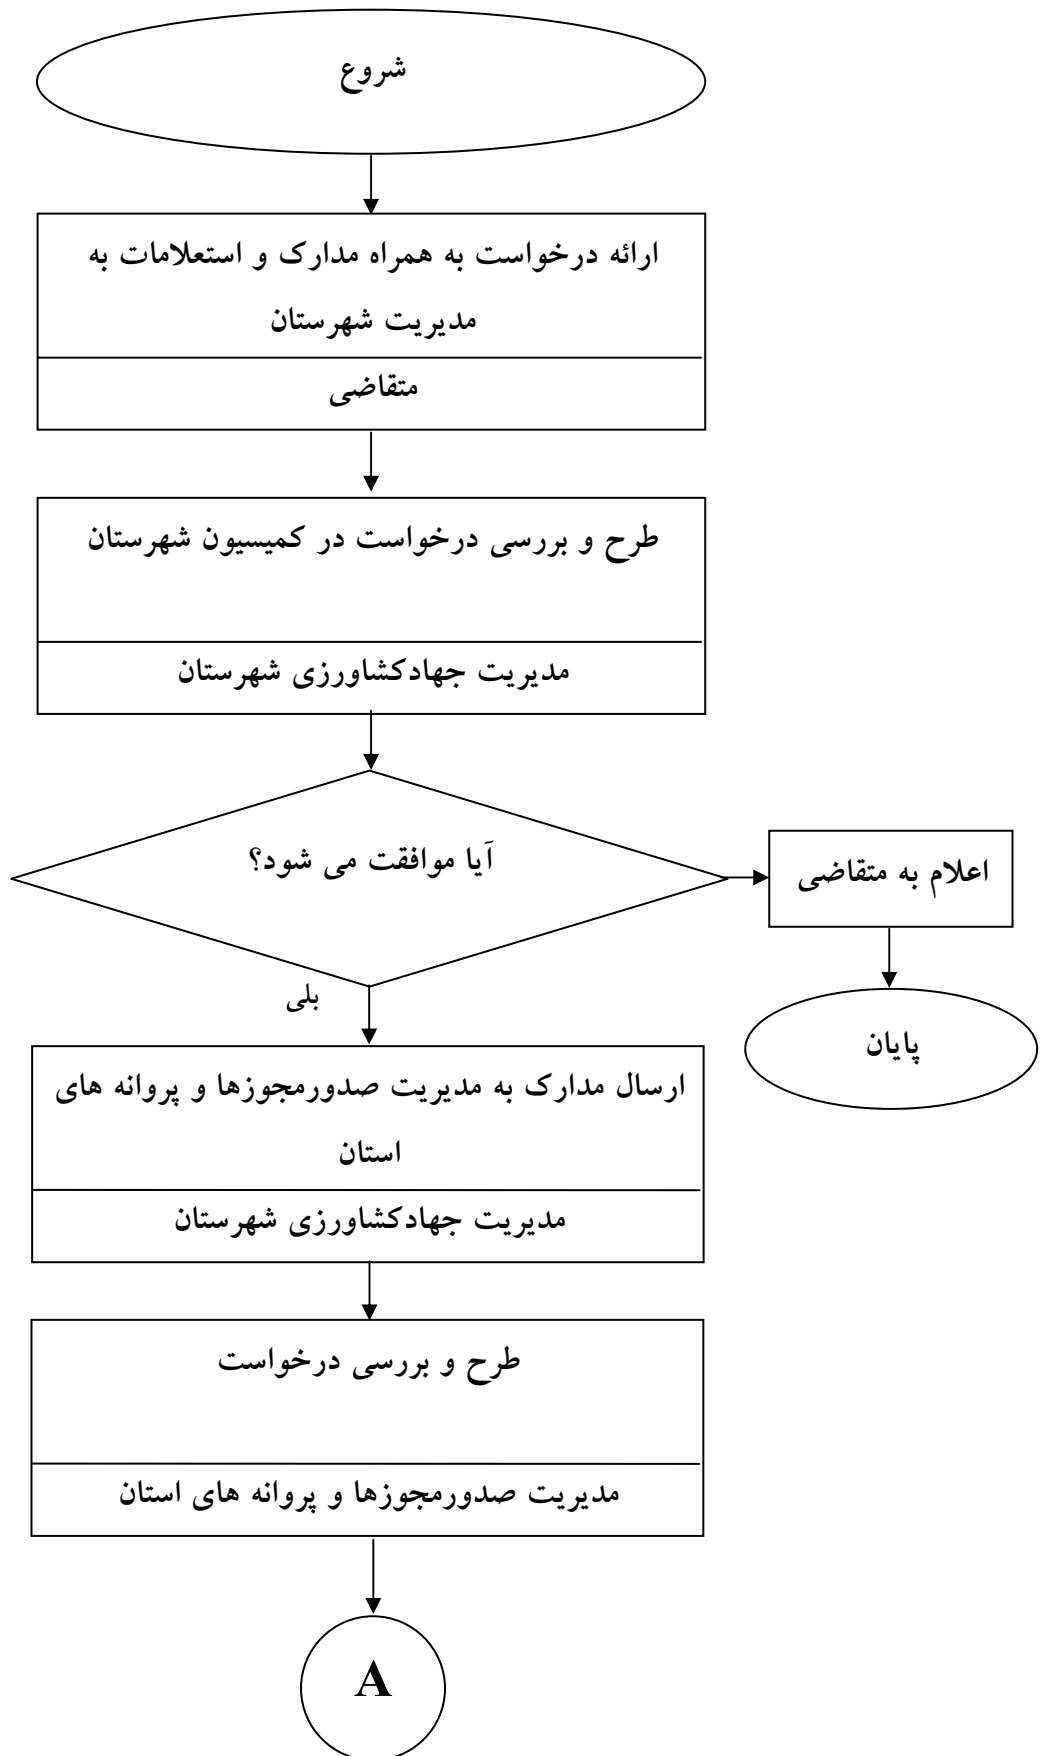 شروع
ارائه درخواست به همراه مدارک و استعلامات به
مدیریت شهرستان
متقاضی
طرح و بررسی درخواست در کمیسیون شهرستان
مدیریت جهادکشاورزی شهرستان
آیا موافقت می شود؟
اعلام به متقاضی
پایان
بلی
ارسال مدارک به مدیریت صدورمجوزها و پروانه های
استان
مدیریت جهادکشاورزی شهرستان
طرح و بررسی درخواست
مدیریت صدورمجوزها و پروانه های استان
A